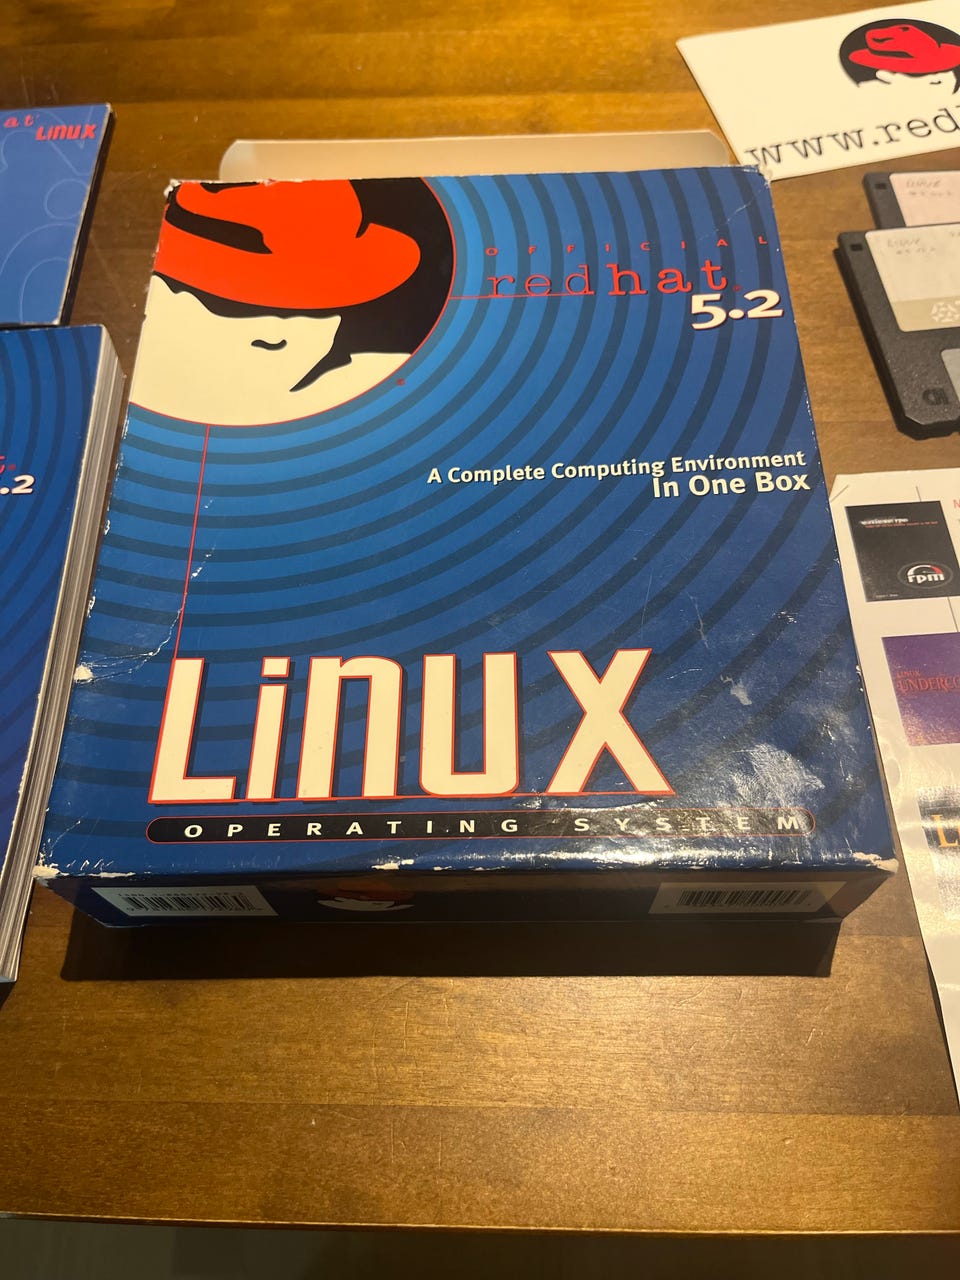 at
LiNUX
www.red
OFFICIAL
redhat
5.2
A Complete Computing Environment
In One Box
.2
rpm
LINUX
LiNUX
OPERATING SYSTEM